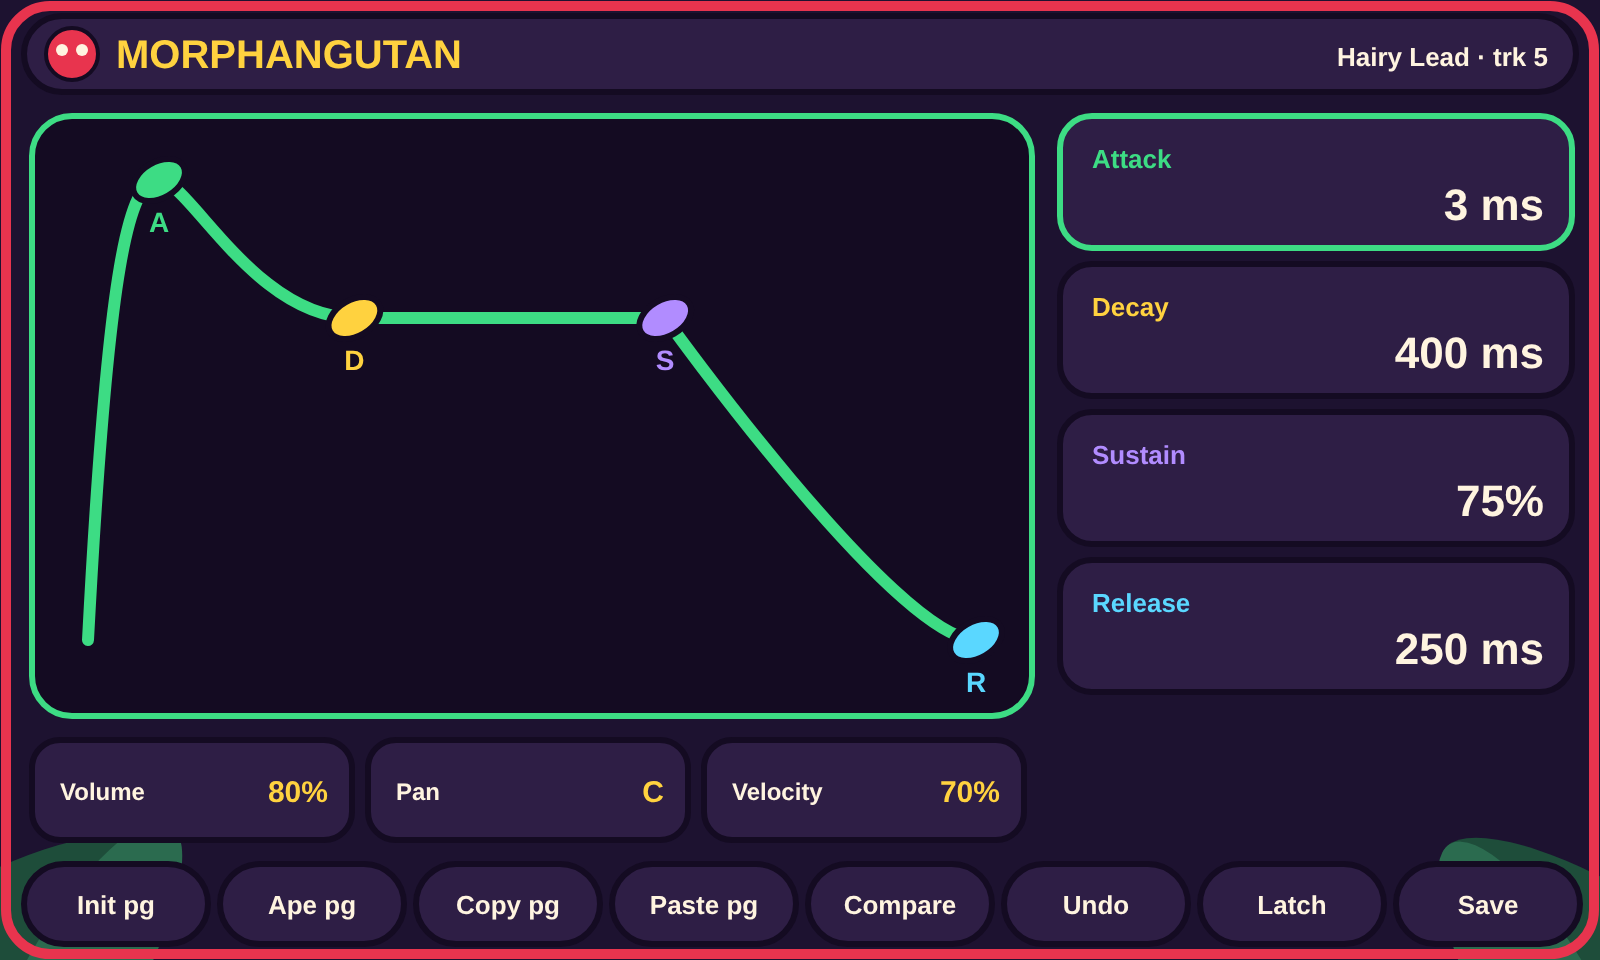 MORPHANGUTAN
Hairy Lead · trk 5
A
D
S
R
Attack
3 ms
Decay
400 ms
Sustain
75%
Release
250 ms
Volume 80%
Pan C
Velocity 70%
Init pg
Ape pg
Copy pg
Paste pg
Compare
Undo
Latch
Save